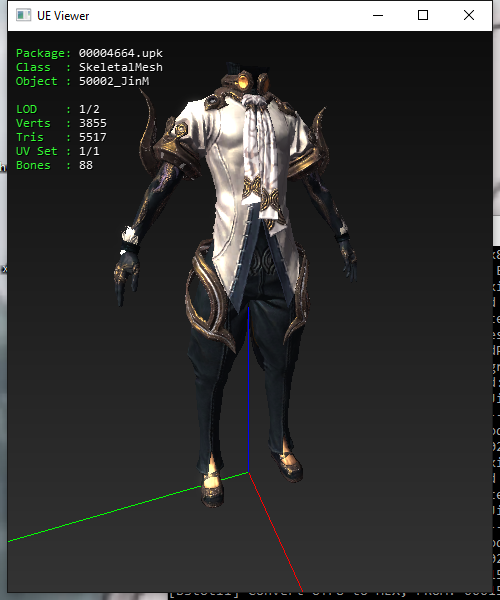 UE Viewer
Package: 00004664.upk
Class : SkeletalMesh
Object : 50002_JinM
LOD : 1/2
Verts : 3855
Tris : 5517
UV Set : 1/1
Bones : 88